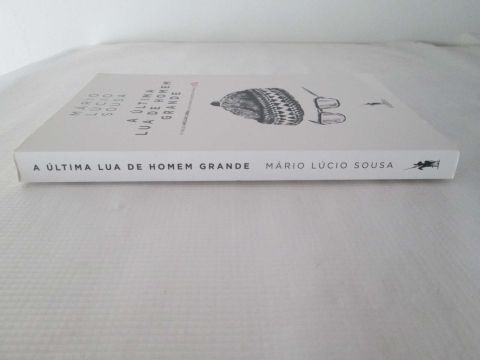 MÁRIO
LÚCIO
SOUSA
A ÚLTIMA
LUA DE HOMEM
GRANDE
A ÚLTIMA LUA DE HOMEM GRANDE MÁRIO LÚCIO SOUSA